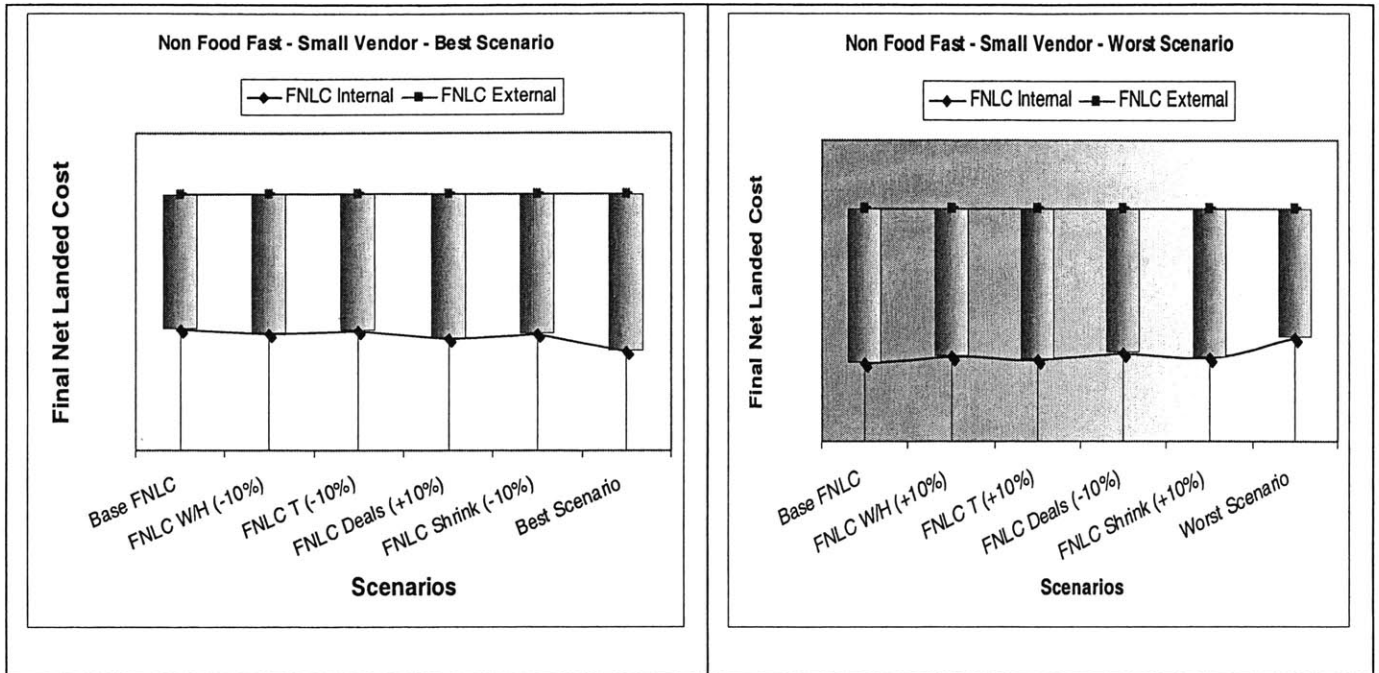 Non Food Fast - Small Vendor - Best Scenario
FNLC Internal FNLC External
Final Net Landed Cost
Base FNLC
FNLC W/H (-10%)
FNLC T (-10%)
FNLC Deals (+10%)
FNLC Shrink (-10%)
Best Scenario
Scenarios
Non Food Fast - Small Vendor - Worst Scenario
FNLC Internal FNLC External
Final Net Landed Cost
Base FNLC
FNLC W/H (+10%)
FNLC T (+10%)
FNLC Deals (-10%)
FNLC Shrink (+10%)
Worst Scenario
Scenarios